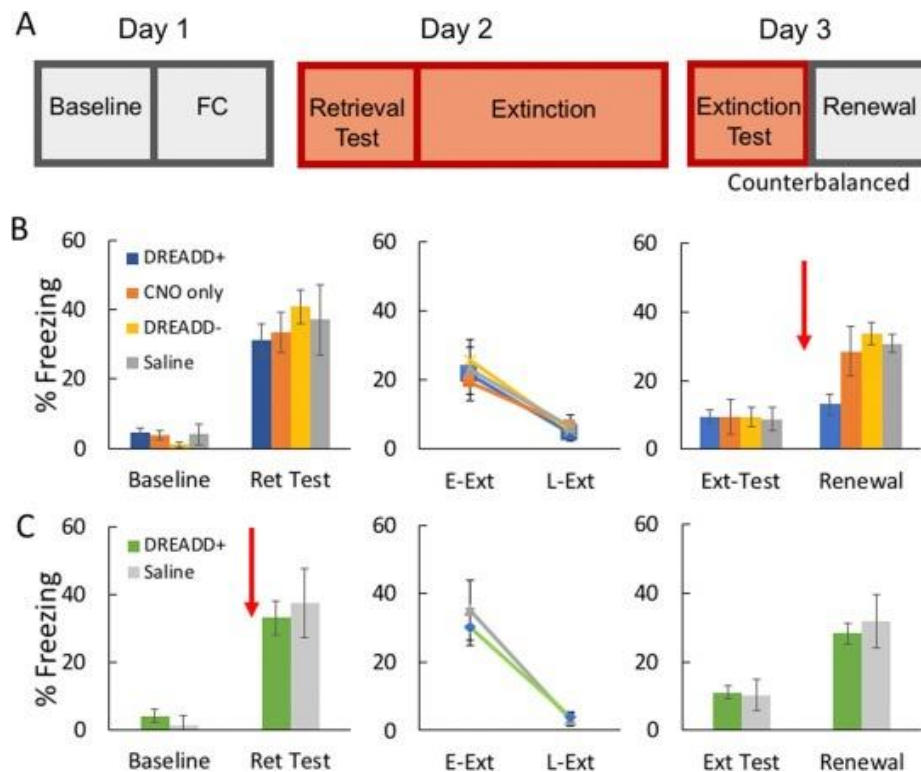 A Day 1 Day 2 Day 3
Baseline FC Retrieval Test Extinction Extinction Test Renewal
Counterbalanced
B
% Freezing
60
40
20
0
DREADD+
CNO only
DREADD-
Saline
Baseline Ret Test
60
40
20
0
E-Ext L-Ext
60
40
20
0
Ext-Test Renewal
C
% Freezing
60
40
20
0
DREADD+
Saline
Baseline Ret Test
60
40
20
0
E-Ext L-Ext
60
40
20
0
Ext Test Renewal